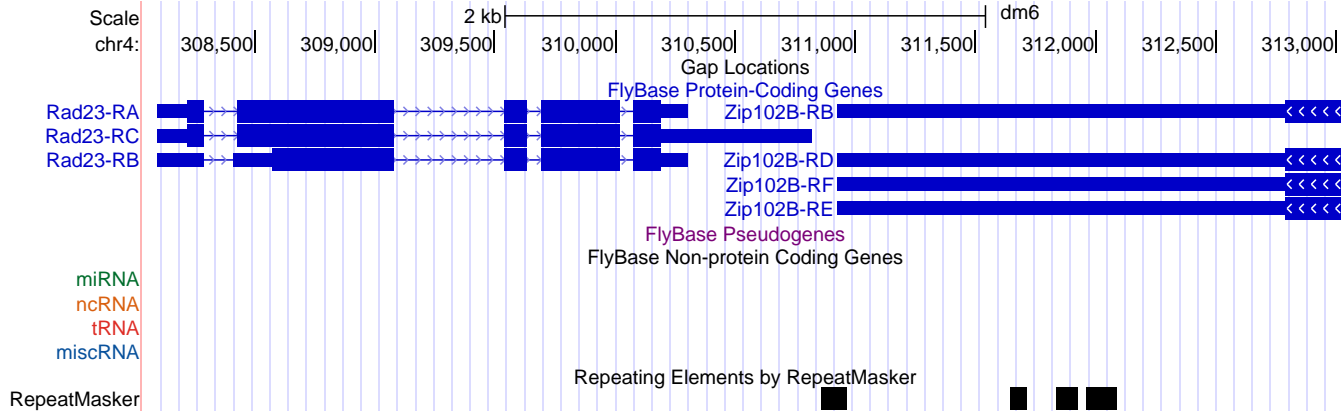 Scale 2 kb dm6
chr4: 308,500 309,000 309,500 310,000 310,500 311,000 311,500 312,000 312,500 313,000
Gap Locations
FlyBase Protein-Coding Genes
Rad23-RA Zip102B-RB
Rad23-RC
Rad23-RB Zip102B-RD
Zip102B-RF
Zip102B-RE
FlyBase Pseudogenes
FlyBase Non-protein Coding Genes
miRNA
ncRNA
tRNA
miscRNA
Repeating Elements by RepeatMasker
RepeatMasker